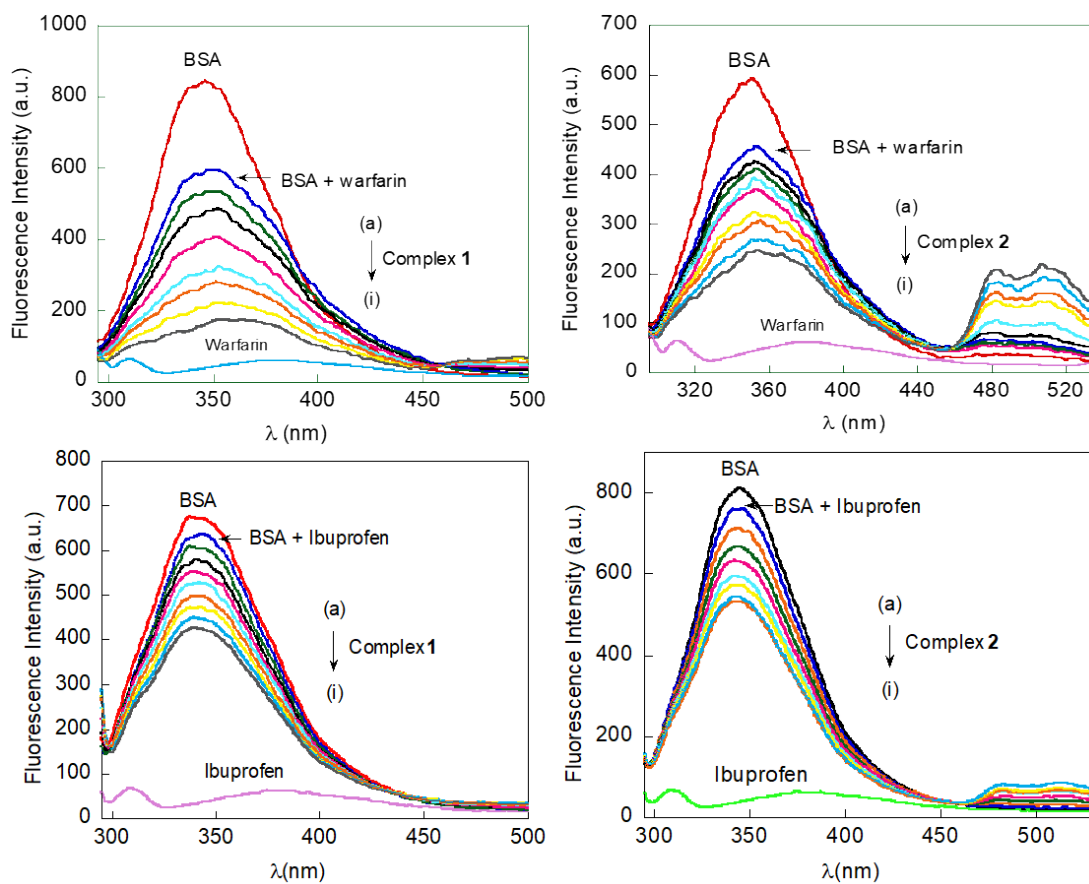 1000
800
600
400
200
0
300
350
400
450
500
Fluorescence Intensity (a.u.)
λ (nm)
BSA
BSA + warfarin
(a)
Complex 1
(i)
Warfarin
700
600
500
400
300
200
100
0
320
360
400
440
480
520
Fluorescence Intensity (a.u.)
λ (nm)
BSA
BSA + warfarin
(a)
Complex 2
(i)
Warfarin
800
700
600
500
400
300
200
100
0
300
350
400
450
500
Fluorescence Intensity (a.u.)
λ(nm)
BSA
BSA + Ibuprofen
(a)
Complex 1
(i)
Ibuprofen
800
600
400
200
0
300
350
400
450
500
Fluorescence Intensity (a.u.)
λ(nm)
BSA
BSA + Ibuprofen
(a)
Complex 2
(i)
Ibuprofen